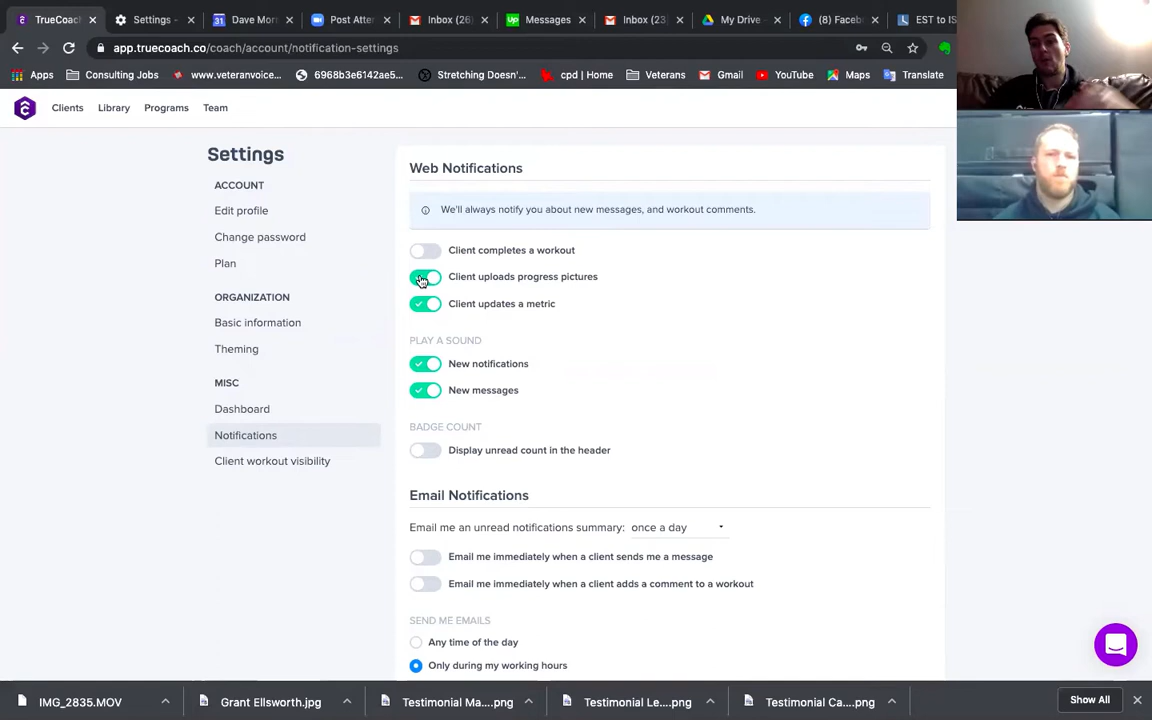 TrueCoach
Settings -
31 Dave Morr
Post Atter
Inbox (26)
Up Messages
Inbox (23
My Drive -
(8) Faceb
L EST to IS
app.truecoach.co/coach/account/notification-settings
Apps
Consulting Jobs
www.veteranvoice...
6968b3e6142ae5...
Stretching Doesn'...
cpd | Home
Veterans
Gmail
YouTube
Maps
Translate
Clients
Library
Programs
Team
Settings
ACCOUNT
Edit profile
Change password
Plan
ORGANIZATION
Basic information
Theming
MISC
Dashboard
Notifications
Client workout visibility
Web Notifications
We'll always notify you about new messages, and workout comments.
Client completes a workout
Client uploads progress pictures
Client updates a metric
PLAY A SOUND
New notifications
New messages
BADGE COUNT
Display unread count in the header
Email Notifications
Email me an unread notifications summary: once a day
Email me immediately when a client sends me a message
Email me immediately when a client adds a comment to a workout
SEND ME EMAILS
Any time of the day
Only during my working hours
IMG_2835.MOV
Grant Ellsworth.jpg
Testimonial Ma....png
Testimonial Le....png
Testimonial Ca....png
Show All